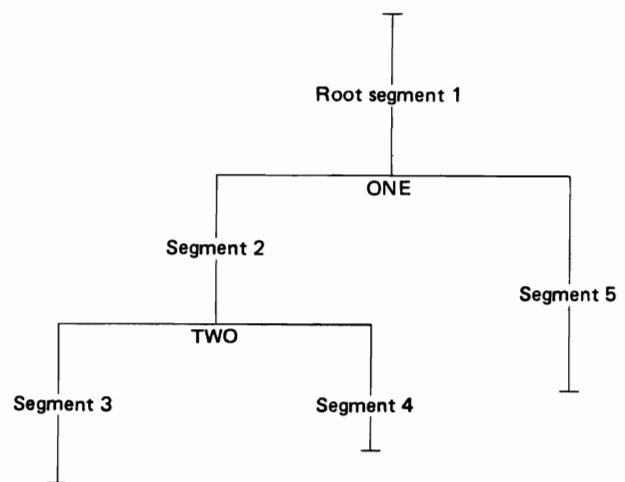 Root segment 1
ONE
Segment 2
Segment 5
TWO
Segment 3
Segment 4